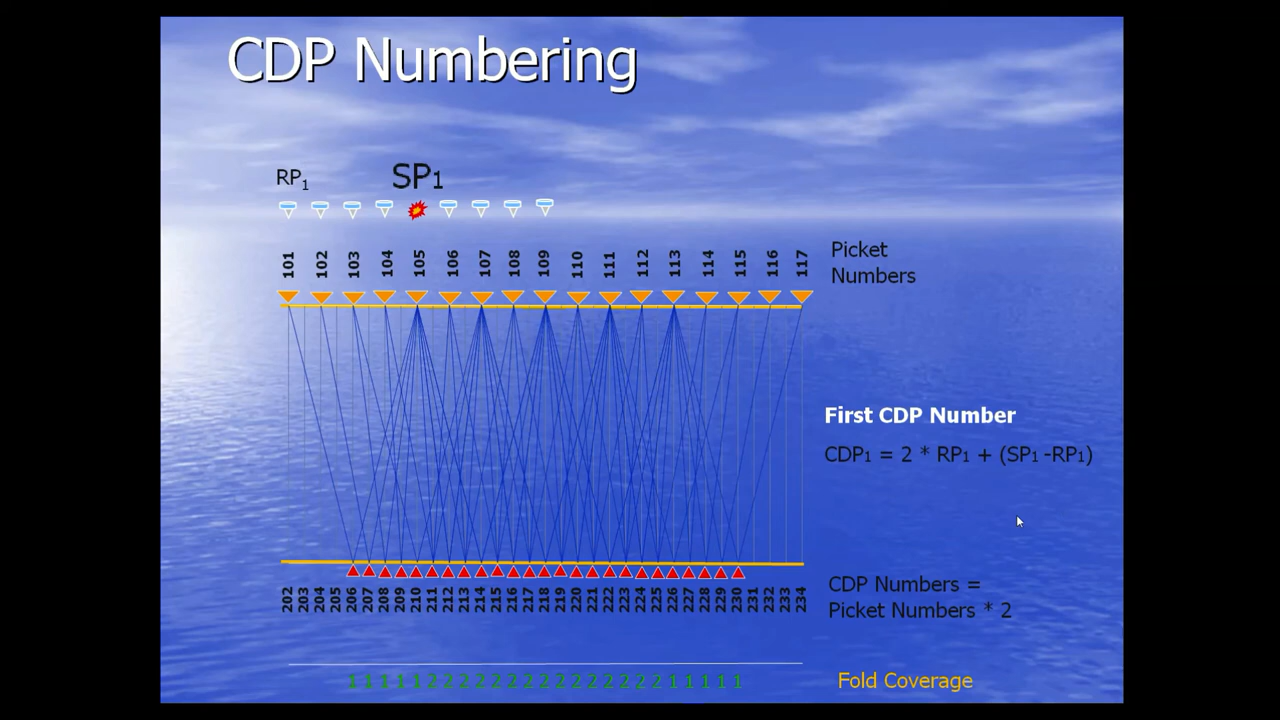 CDP Numbering
RP1
SP1
101 102 103 104 105 106 107 108 109 110 111 112 113 114 115 116 117
Picket
Numbers
First CDP Number
CDP1 = 2 * RP1 + (SP1 -RP1)
202 203 204 205 206 207 208 209 210 211 212 213 214 215 216 217 218 219 220 221 222 223 224 225 226 227 228 229 230 231 232 233 234
CDP Numbers =
Picket Numbers * 2
1 1 1 1 1 2 2 2 2 2 2 2 2 2 2 2 2 2 2 2 1 1 1 1 1
Fold Coverage